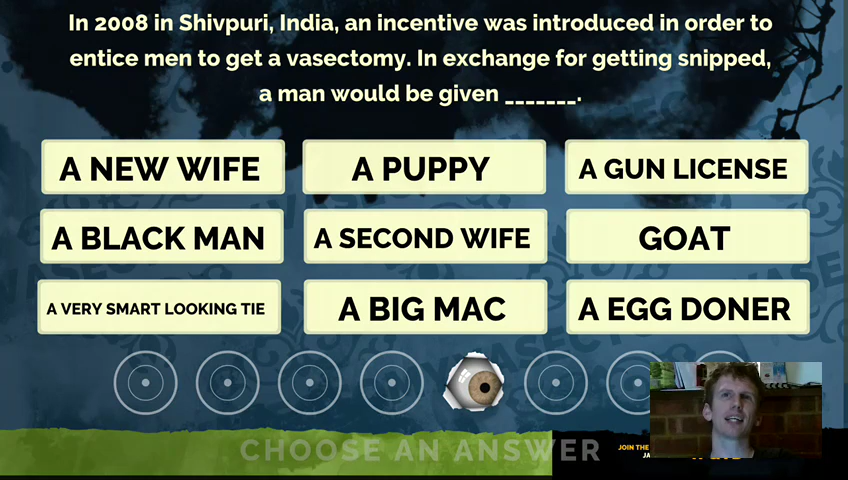 In 2008 in Shivpuri, India, an incentive was introduced in order to
entice men to get a vasectomy. In exchange for getting snipped,
a man would be given _______.
A NEW WIFE
A PUPPY
A GUN LICENSE
A BLACK MAN
A SECOND WIFE
GOAT
A VERY SMART LOOKING TIE
A BIG MAC
A EGG DONER
CHOOSE AN ANSWER
JOIN THE